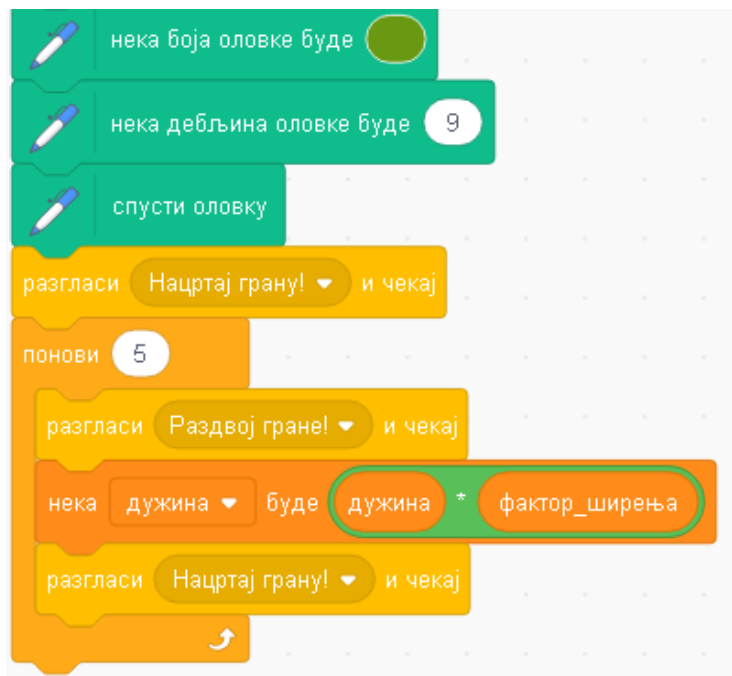 нека боја оловке буде
нека дебљина оловке буде 9
спусти оловку
разгласи Нацртај грану! и чекај
понови 5
разгласи Раздвој гране! и чекај
нека дужина буде дужина * фактор_ширења
разгласи Нацртај грану! и чекај